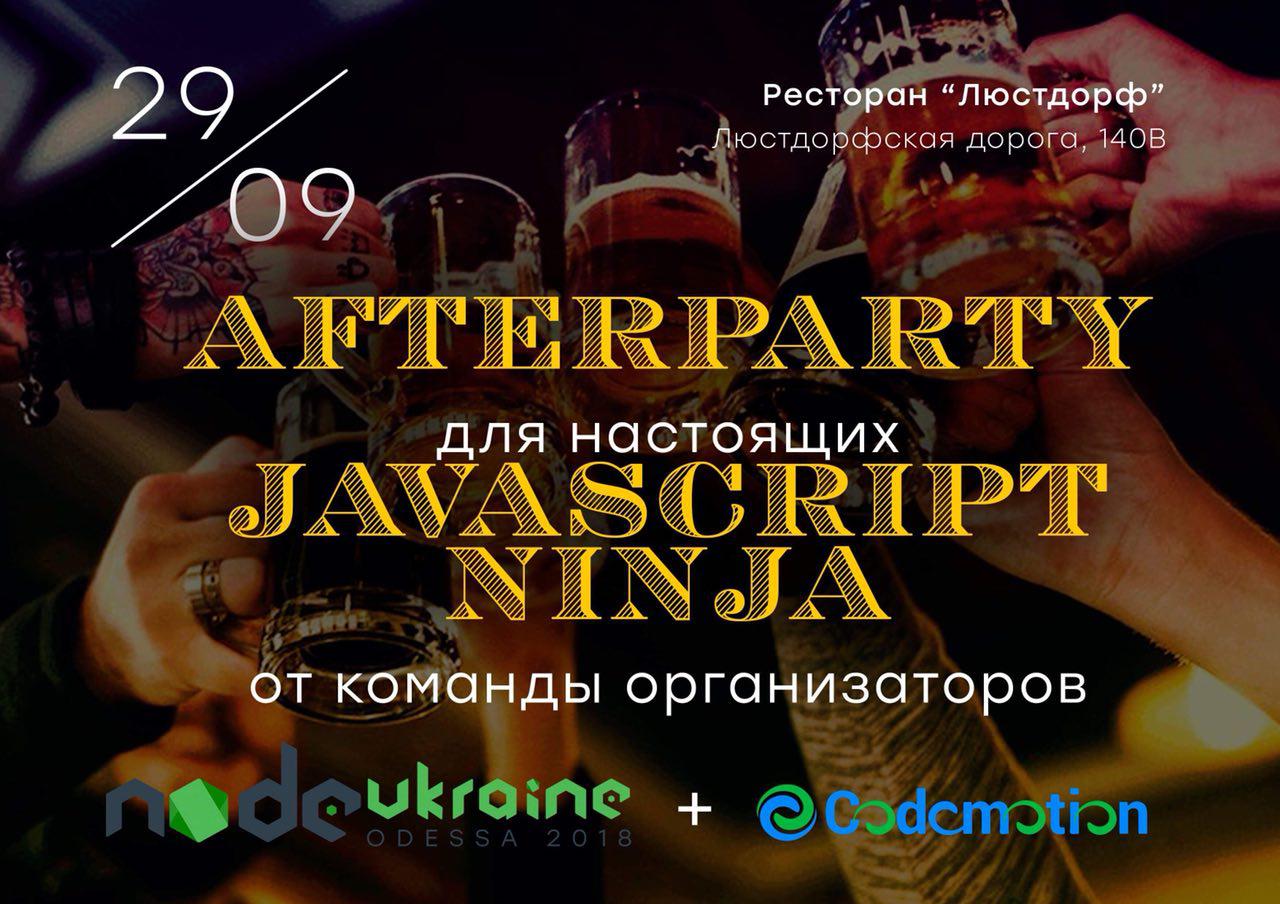 29
09
Ресторан “Люстдорф”
Люстдорфская дорога, 140В
AFTERPARTY
для настоящих
JAVASCRIPT
NINJA
от команды организаторов
node ukraine
ODESSA 2018
+
Codemotion